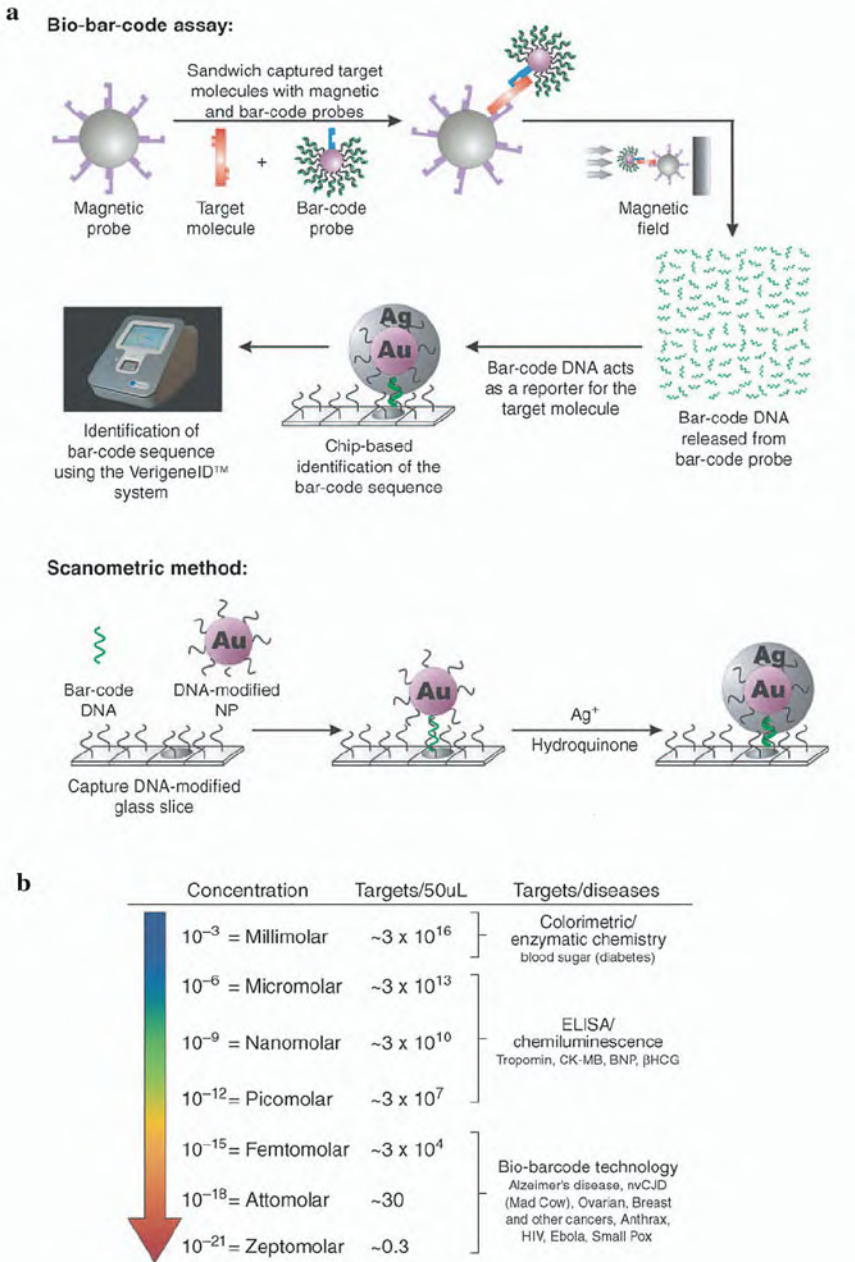 a
Bio-bar-code assay:
Sandwich captured target
molecules with magnetic
and bar-code probes
+
Magnetic
probe
Target
molecule
Bar-code
probe
Magnetic
field
Bar-code DNA
released from
bar-code probe
Bar-code DNA acts
as a reporter for the
target molecule
Ag
Au
Chip-based
identification of the
bar-code sequence
Identification of
bar-code sequence
using the VerigeneID™
system
Scanometric method:
Bar-code
DNA
Au
DNA-modified
NP
Capture DNA-modified
glass slice
Au
Ag⁺
Hydroquinone
Ag
Au
b
Concentration Targets/50uL Targets/diseases
10⁻³ = Millimolar ~3 x 10¹⁶
Colorimetric/
enzymatic chemistry
blood sugar (diabetes)
10⁻⁶ = Micromolar ~3 x 10¹³
10⁻⁹ = Nanomolar ~3 x 10¹⁰
10⁻¹² = Picomolar ~3 x 10⁷
ELISA/
chemiluminescence
Tropomin, CK-MB, BNP, βHCG
10⁻¹⁵ = Femtomolar ~3 x 10⁴
10⁻¹⁸ = Attomolar ~30
10⁻²¹ = Zeptomolar ~0.3
Bio-barcode technology
Alzeimer's disease, nvCJD
(Mad Cow), Ovarian, Breast
and other cancers, Anthrax,
HIV, Ebola, Small Pox